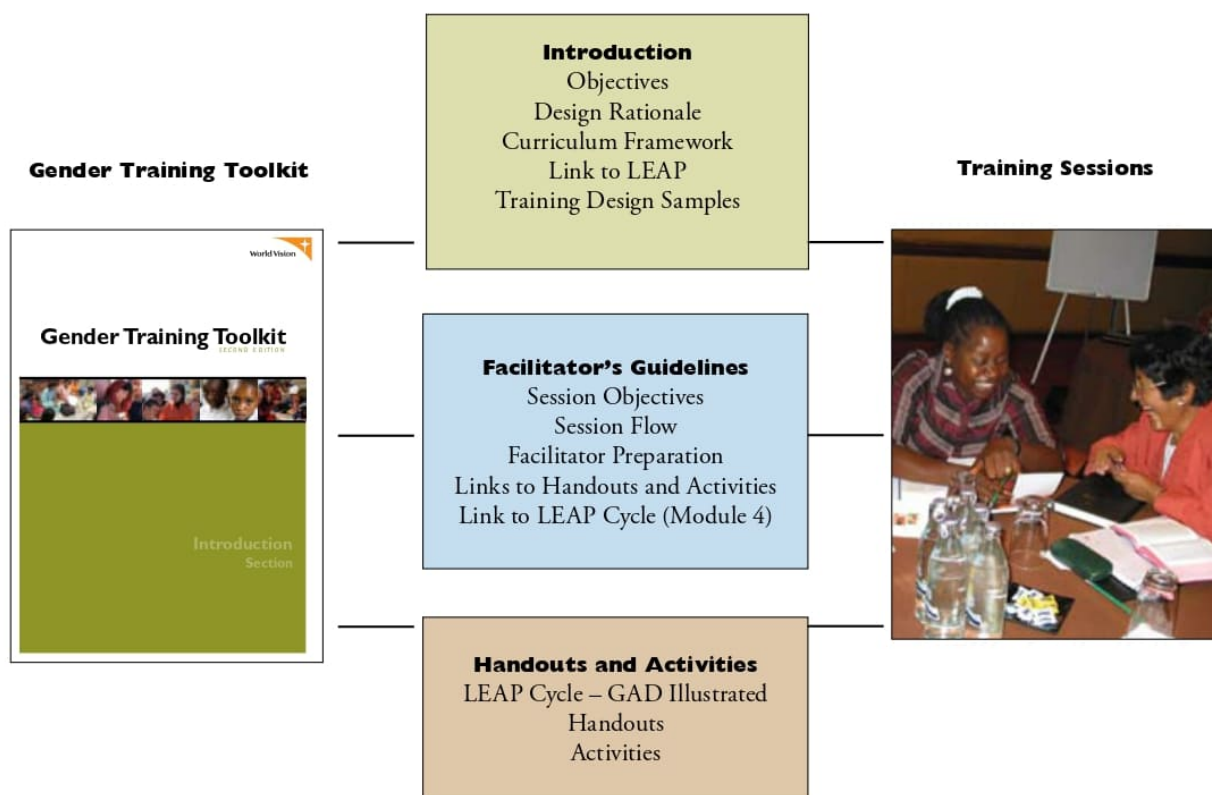 Gender Training Toolkit
World Vision
Gender Training Toolkit
SECOND EDITION
Introduction
Section
Introduction
Objectives
Design Rationale
Curriculum Framework
Link to LEAP
Training Design Samples
Facilitator’s Guidelines
Session Objectives
Session Flow
Facilitator Preparation
Links to Handouts and Activities
Link to LEAP Cycle (Module 4)
Handouts and Activities
LEAP Cycle – GAD Illustrated
Handouts
Activities
Training Sessions